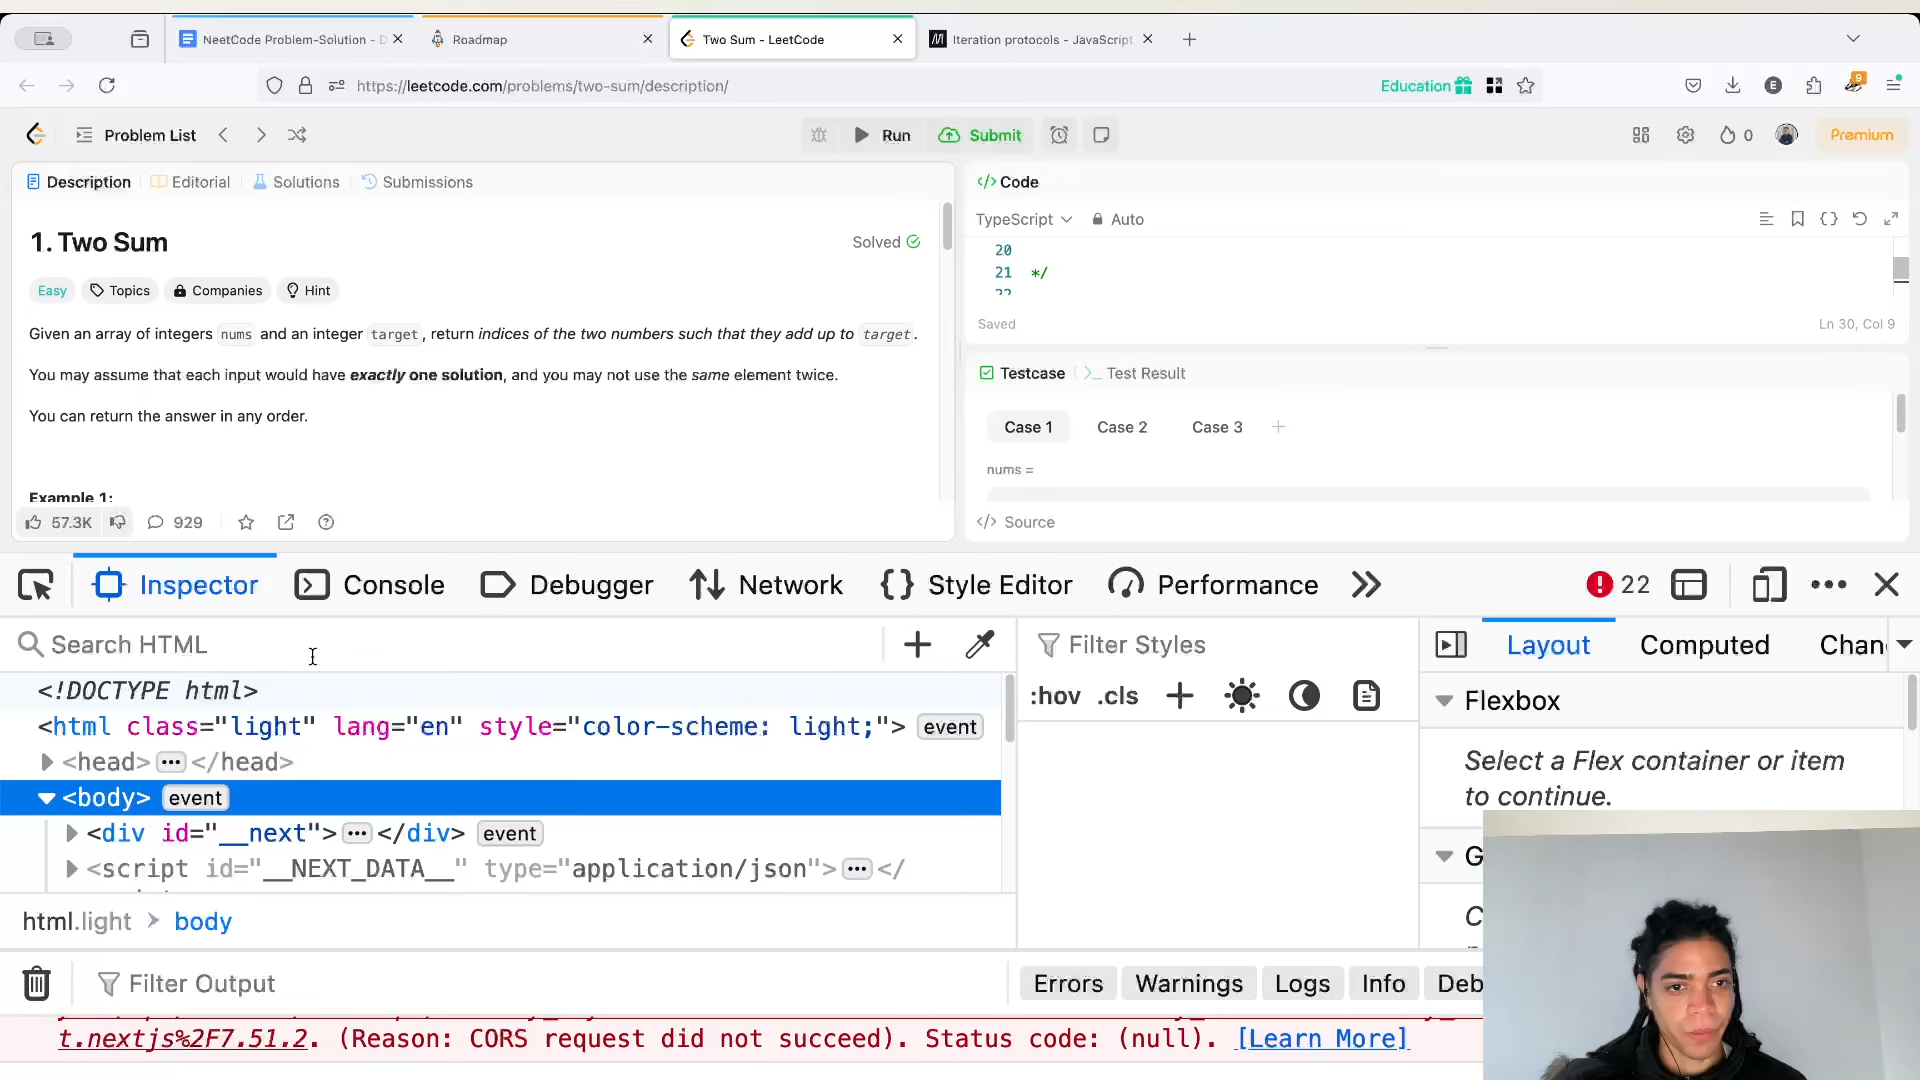 NeetCode Problem-Solution - D
Roadmap
Two Sum - LeetCode
Iteration protocols - JavaScript
https://leetcode.com/problems/two-sum/description/
Education
E
9
Problem List
Run
Submit
0
Premium
Description
Editorial
Solutions
Submissions
1. Two Sum
Solved
Easy
Topics
Companies
Hint
Given an array of integers nums and an integer target, return indices of the two numbers such that they add up to target.
You may assume that each input would have exactly one solution, and you may not use the same element twice.
You can return the answer in any order.
Example 1:
57.3K
929
</> Code
TypeScript
Auto
20
21 */
22
Saved
Ln 30, Col 9
Testcase
Test Result
Case 1
Case 2
Case 3
nums =
</> Source
Inspector
Console
Debugger
Network
Style Editor
Performance
22
Search HTML
<!DOCTYPE html>
<html class="light" lang="en" style="color-scheme: light;"> event
<head> ••• </head>
<body> event
<div id="__next"> ••• </div> event
<script id="__NEXT_DATA__" type="application/json"> ••• </
html.light > body
Filter Styles
:hov .cls
Layout
Computed
Chan
Flexbox
Select a Flex container or item
to continue.
G
C
Filter Output
Errors
Warnings
Logs
Info
Deb
t.nextjs%2F7.51.2. (Reason: CORS request did not succeed). Status code: (null). [Learn More]